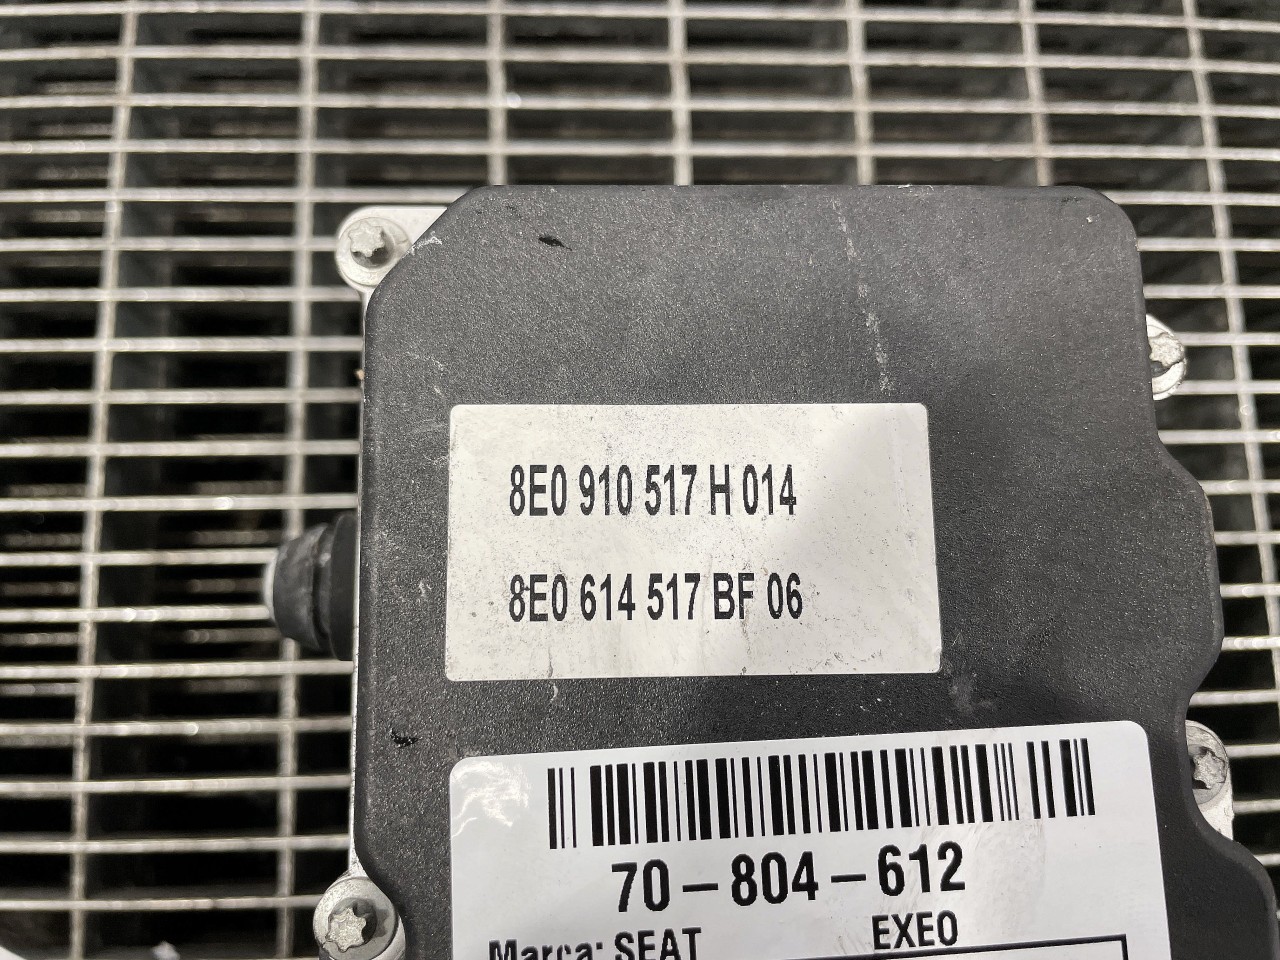 8E0 910 517 H 014
8E0 614 517 BF 06
70-804-612
Marca: SEAT EXEO